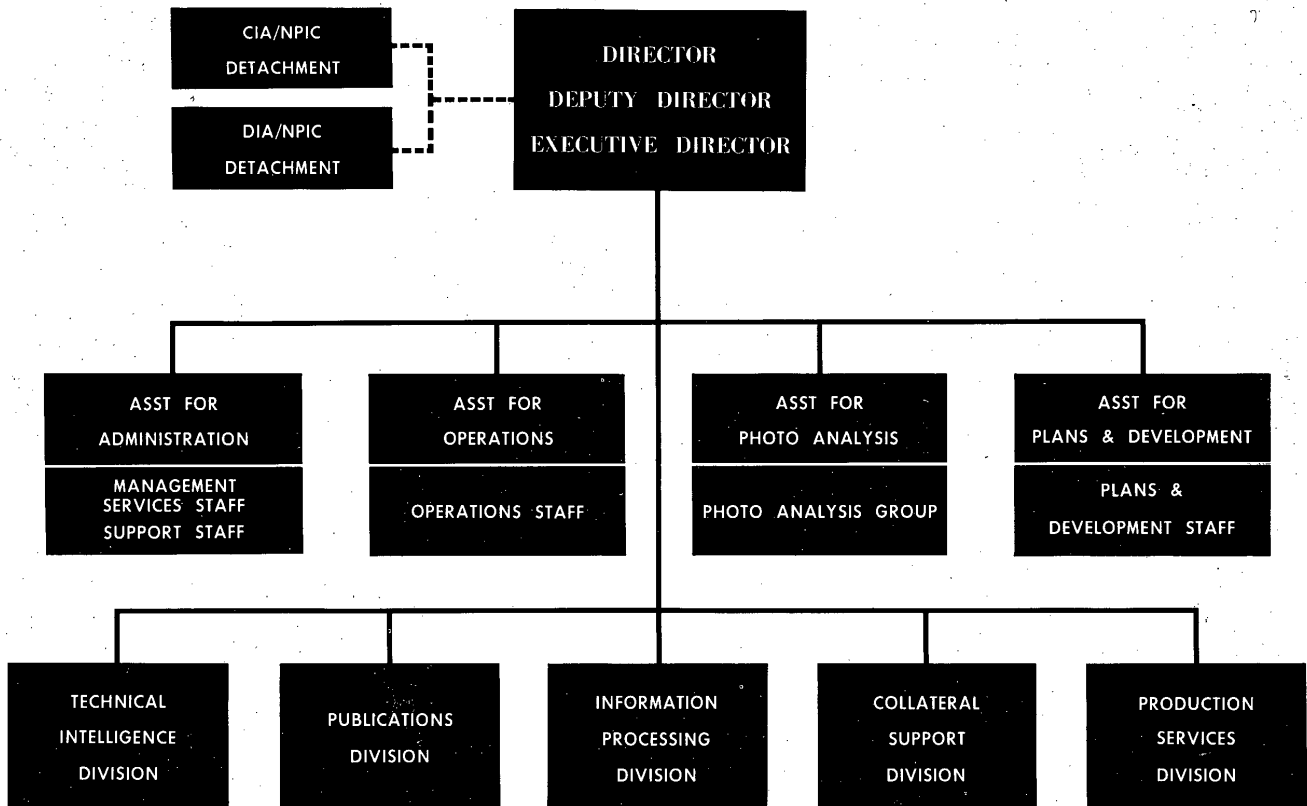 CIA/NPIC
DETACHMENT
DIA/NPIC
DETACHMENT
DIRECTOR
DEPUTY DIRECTOR
EXECUTIVE DIRECTOR
ASST FOR
ADMINISTRATION
MANAGEMENT
SERVICES STAFF
SUPPORT STAFF
ASST FOR
OPERATIONS
OPERATIONS STAFF
ASST FOR
PHOTO ANALYSIS
PHOTO ANALYSIS GROUP
ASST FOR
PLANS & DEVELOPMENT
PLANS &
DEVELOPMENT STAFF
TECHNICAL
INTELLIGENCE
DIVISION
PUBLICATIONS
DIVISION
INFORMATION
PROCESSING
DIVISION
COLLATERAL
SUPPORT
DIVISION
PRODUCTION
SERVICES
DIVISION